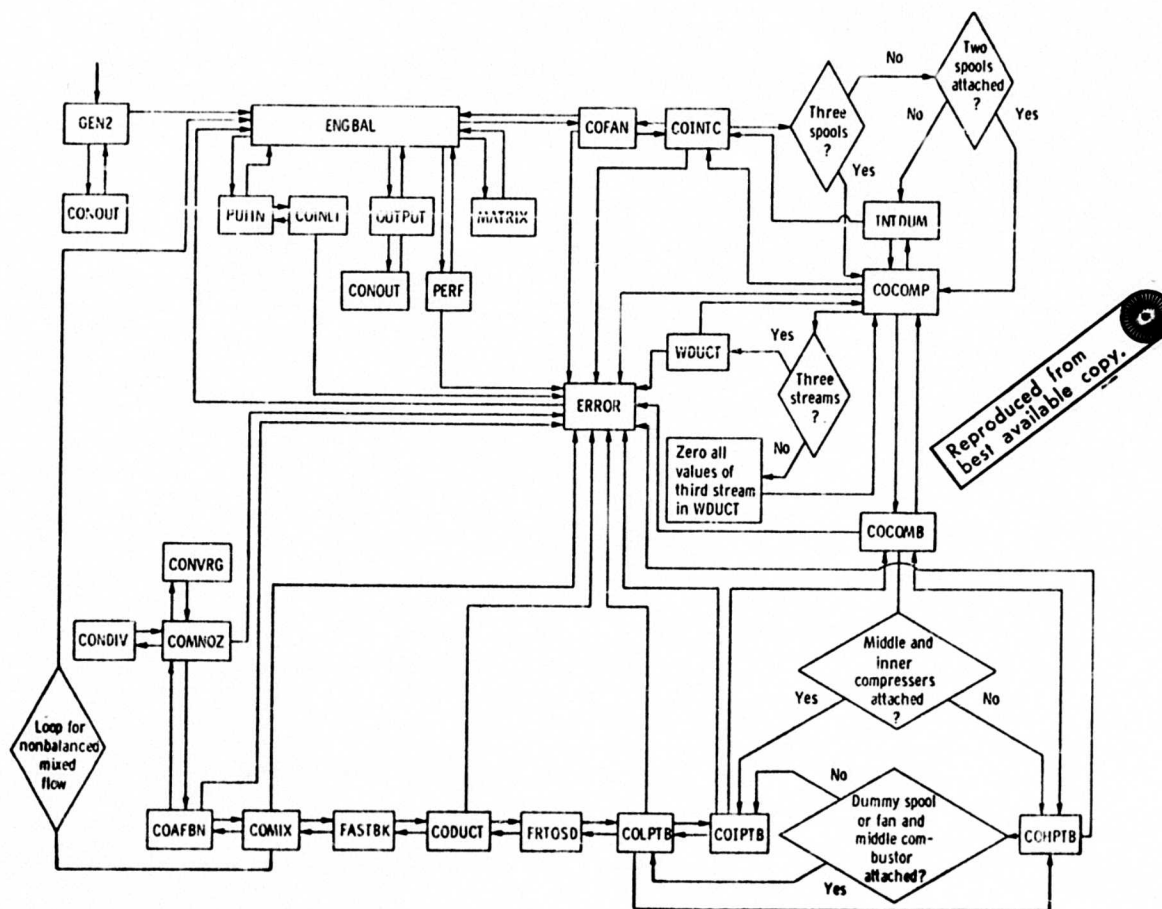 No
Two
spools
attached
?
GEN2
ENGBAL
COFAN
COINTC
Three
spools
?
No
Yes
Yes
CONOUT
PUTIN
COINLT
OUTPUT
MATRIX
INTDUM
CONOUT
PERF
COCOMP
WDUCT
Yes
Three
streams
?
ERROR
No
Zero all
values of
third stream
in WDUCT
Reproduced from
best available copy.
COCOMB
CONVRG
CONDIV
COMNOZ
Middle and
inner
compressers
attached
?
Yes
No
Loop for
nonbalanced
mixed
flow
No
Dummy spool
or fan and
middle com-
bustor
attached?
Yes
COAFBN
COMIX
FASTBK
CODUCT
FRTOSD
COLPTB
COIPTB
COHPTB